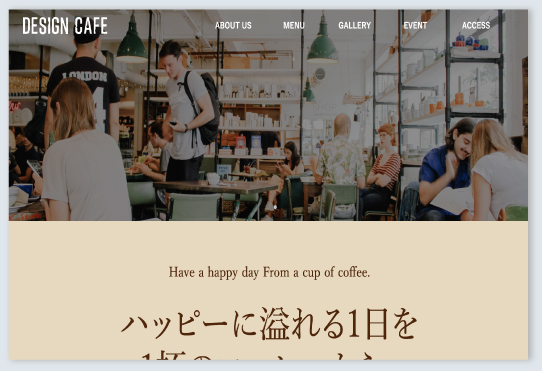 DESIGN CAFE
ABOUT US MENU GALLERY EVENT ACCESS
LONDON
Have a happy day From a cup of coffee.
ハッピーに溢れる1日を